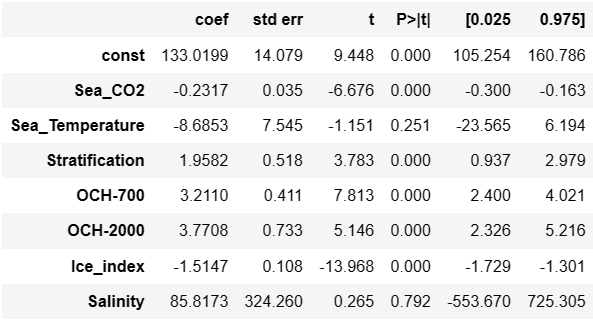 coef std err t P>|t| [0.025 0.975]
const 133.0199 14.079 9.448 0.000 105.254 160.786
Sea_CO2 -0.2317 0.035 -6.676 0.000 -0.300 -0.163
Sea_Temperature -8.6853 7.545 -1.151 0.251 -23.565 6.194
Stratification 1.9582 0.518 3.783 0.000 0.937 2.979
OCH-700 3.2110 0.411 7.813 0.000 2.400 4.021
OCH-2000 3.7708 0.733 5.146 0.000 2.326 5.216
Ice_index -1.5147 0.108 -13.968 0.000 -1.729 -1.301
Salinity 85.8173 324.260 0.265 0.792 -553.670 725.305